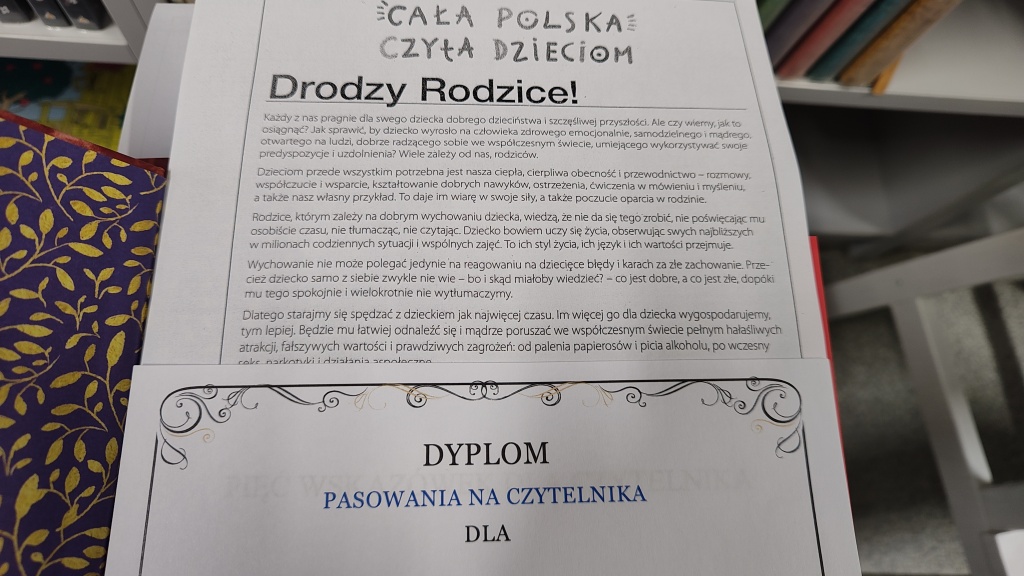 CAŁA POLSKA
CZYTA DZIECIOM
Drodzy Rodzice!
Każdy z nas pragnie dla swego dziecka dobrego dzieciństwa i szczęśliwej przyszłości. Ale czy wiemy, jak to
osiągnąć? Jak sprawić, by dziecko wyrosło na człowieka zdrowego emocjonalnie, samodzielnego i mądrego,
otwartego na ludzi, dobrze radzącego sobie we współczesnym świecie, umiejącego wykorzystywać swoje
predyspozycje i uzdolnienia? Wiele zależy od nas, rodziców.
Dzieciom przede wszystkim potrzebna jest nasza ciepła, cierpliwa obecność i przewodnictwo – rozmowy,
współczucie i wsparcie, kształtowanie dobrych nawyków, ostrzeżenia, ćwiczenia w mówieniu i myśleniu,
a także nasz własny przykład. To daje im wiarę w swoje siły, a także poczucie oparcia w rodzinie.
Rodzice, którym zależy na dobrym wychowaniu dziecka, wiedzą, że nie da się tego zrobić, nie poświęcając mu
osobiście czasu, nie tłumacząc, nie czytając. Dziecko bowiem uczy się życia, obserwując swych najbliższych
w milionach codziennych sytuacji i wspólnych zajęć. To ich styl życia, ich język i ich wartości przejmuje.
Wychowanie nie może polegać jedynie na reagowaniu na dziecięce błędy i karach za złe zachowanie. Prze-
cież dziecko samo z siebie zwykle nie wie – bo i skąd miałoby wiedzieć? – co jest dobre, a co jest złe, dopóki
mu tego spokojnie i wielokrotnie nie wytłumaczymy.
Dlatego starajmy się spędzać z dzieckiem jak najwięcej czasu. Im więcej go dla dziecka wygospodarujemy,
tym lepiej. Będzie mu łatwiej odnaleźć się i mądrze poruszać we współczesnym świecie pełnym hałaśliwych
atrakcji, fałszywych wartości i prawdziwych zagrożeń: od palenia papierosów i picia alkoholu, po wczesny
seks, narkotyki i działania aspołeczne.
DYPLOM
PASOWANIA NA CZYTELNIKA
DLA